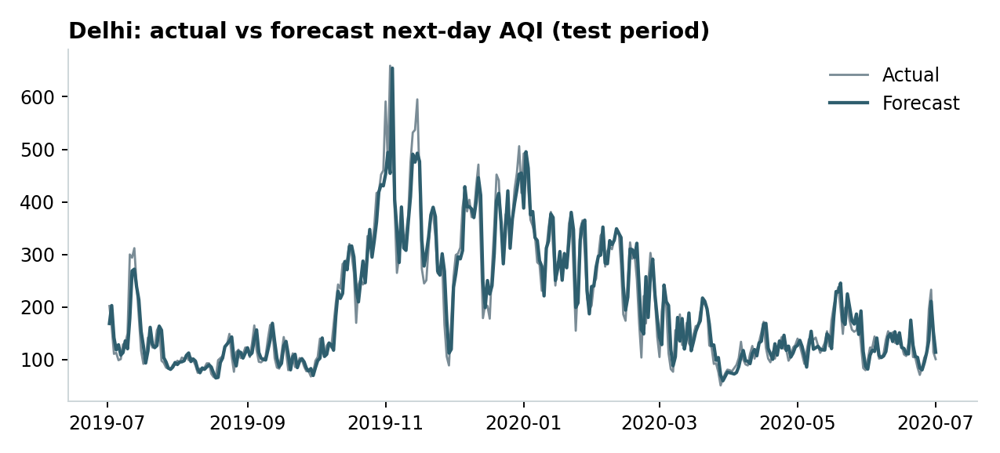 Delhi: actual vs forecast next-day AQI (test period)
Actual
Forecast
600
500
400
300
200
100
2019-07 2019-09 2019-11 2020-01 2020-03 2020-05 2020-07